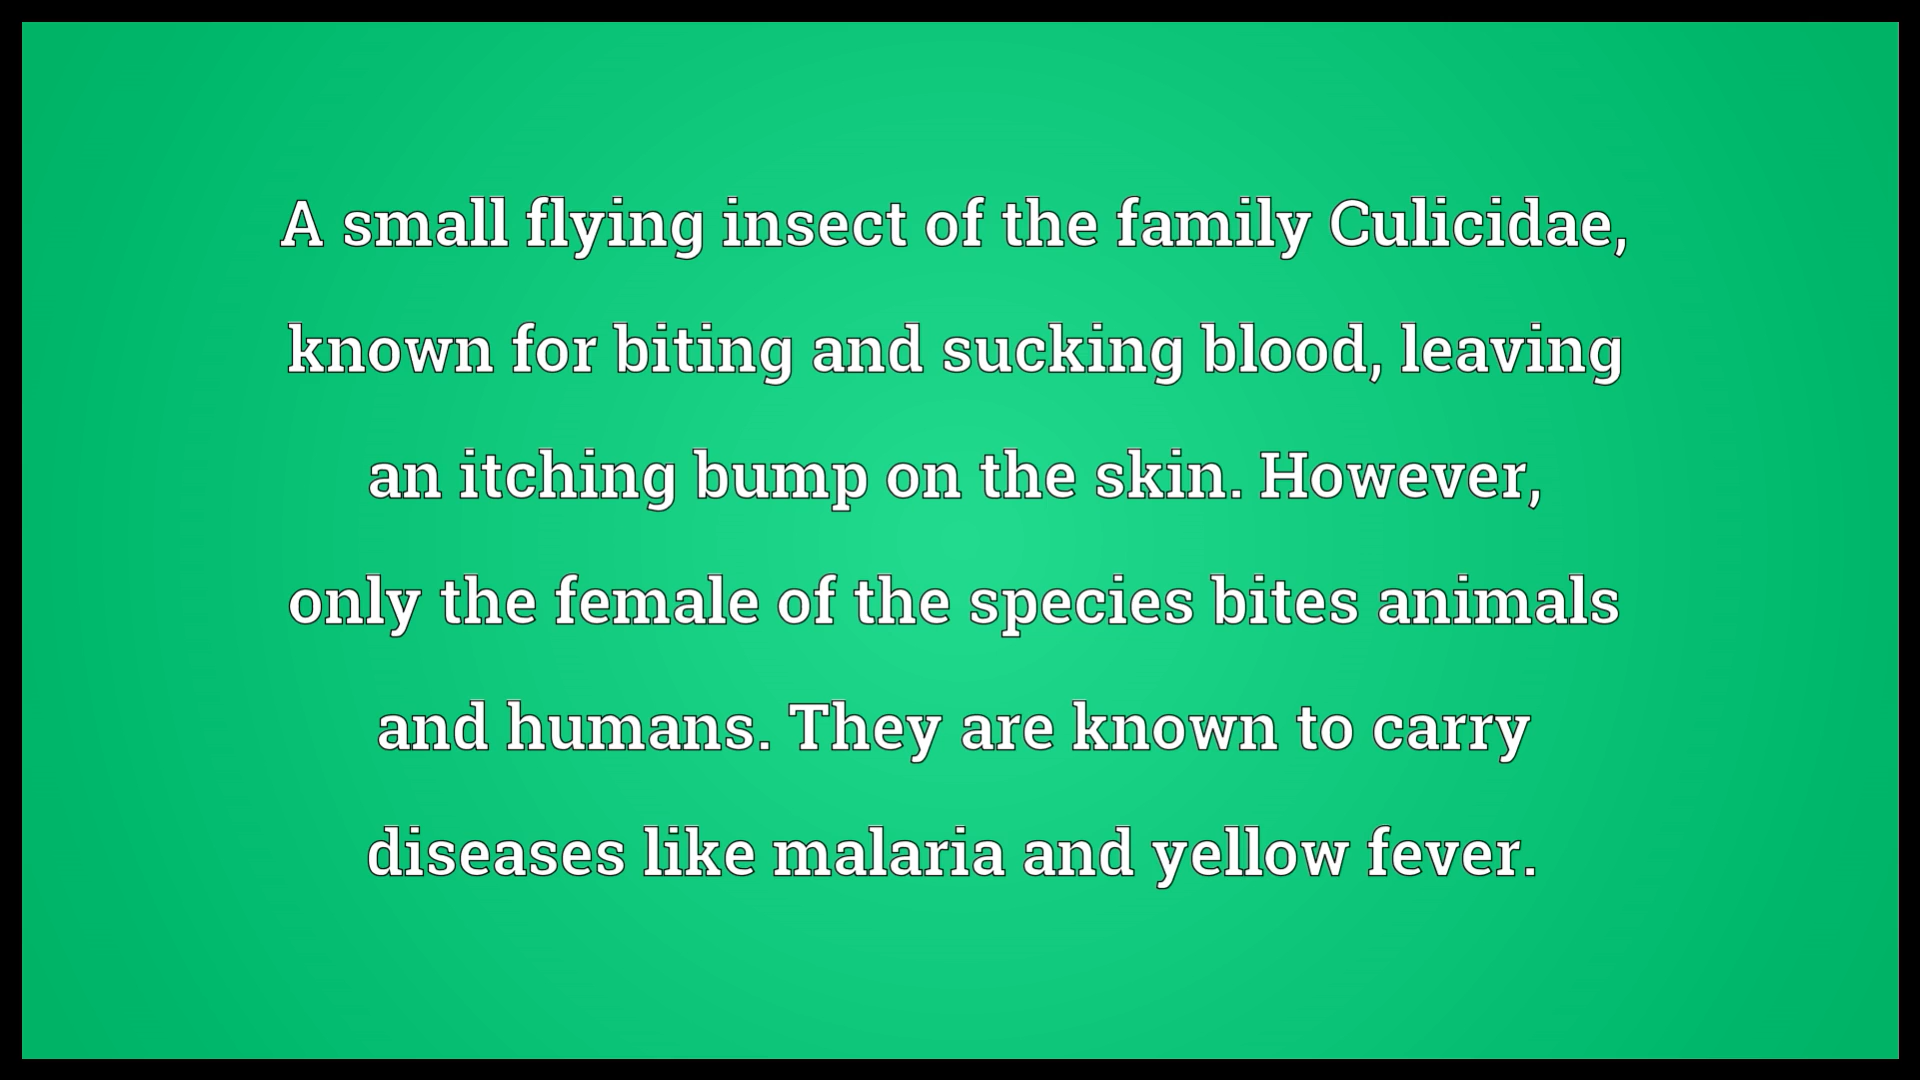 A small flying insect of the family Culicidae,
known for biting and sucking blood, leaving
an itching bump on the skin. However,
only the female of the species bites animals
and humans. They are known to carry
diseases like malaria and yellow fever.